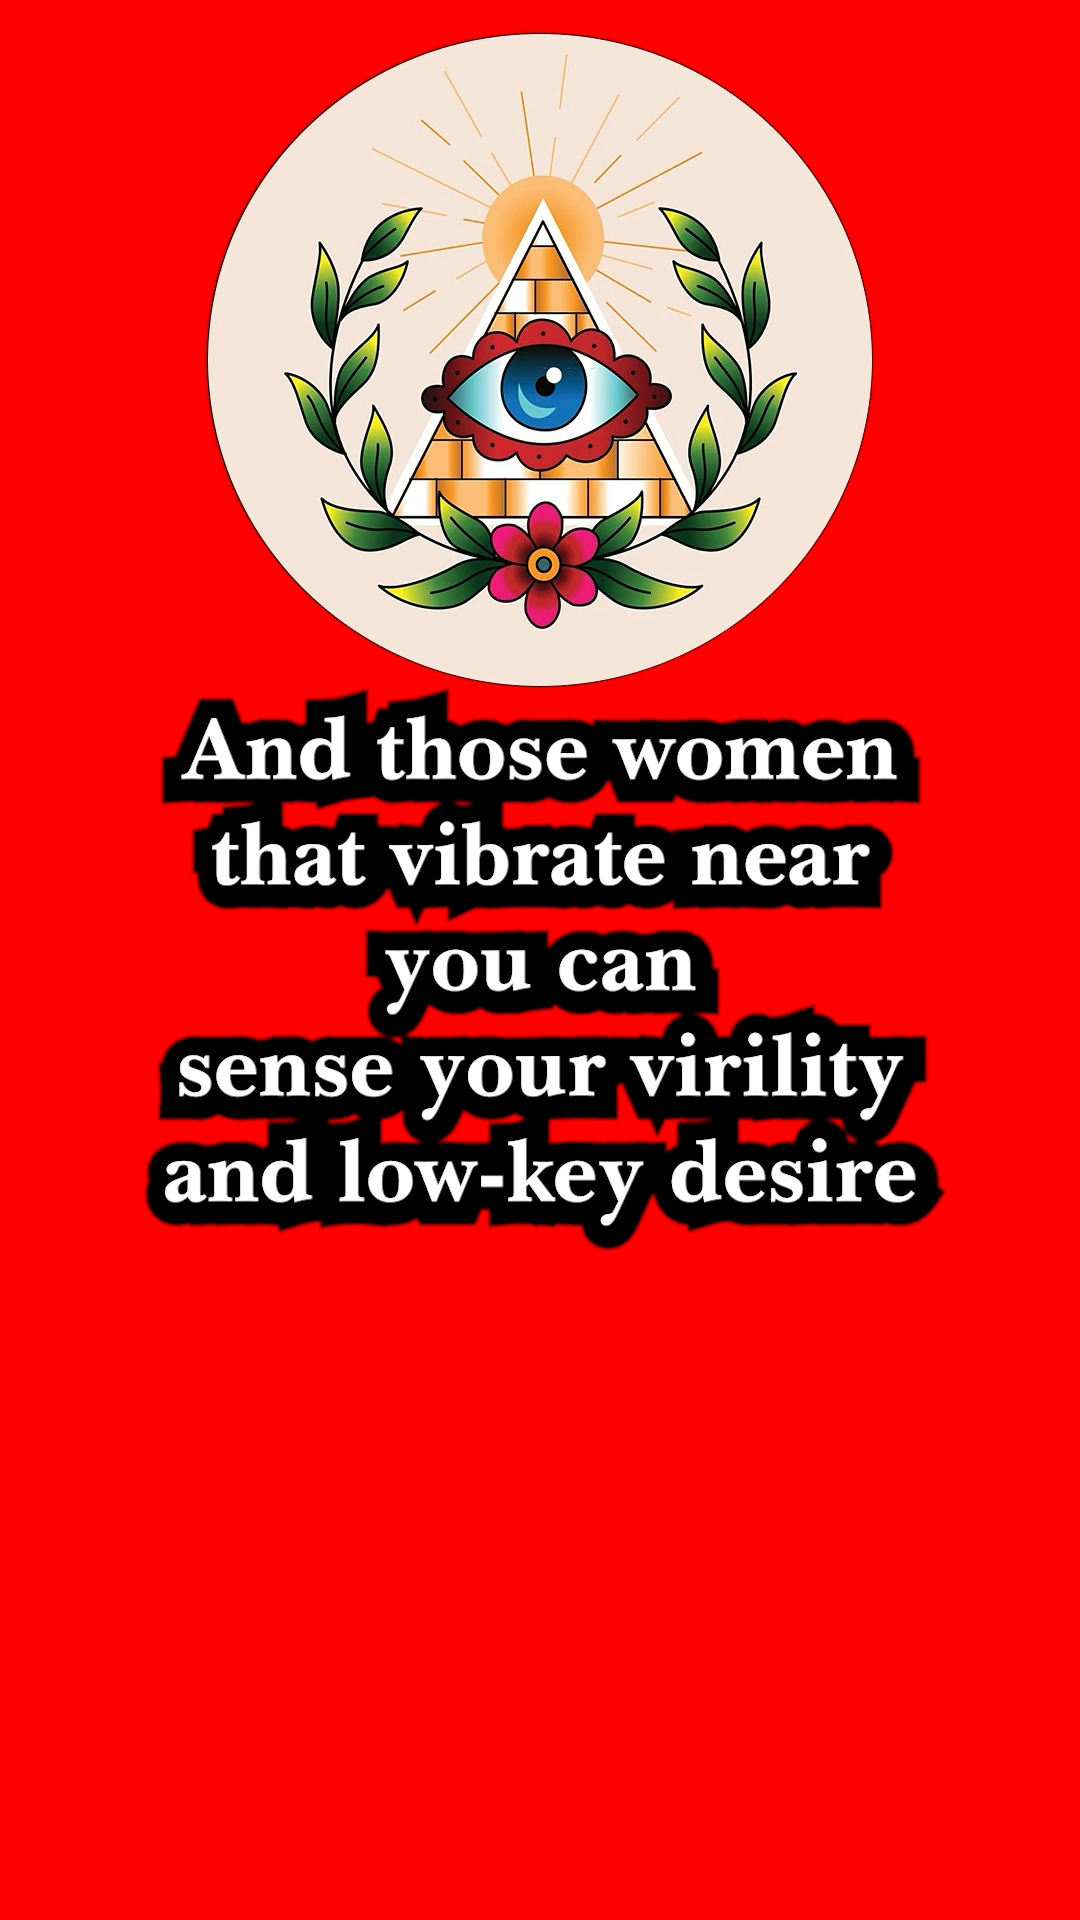 And those women
that vibrate near
you can
sense your virility
and low-key desire